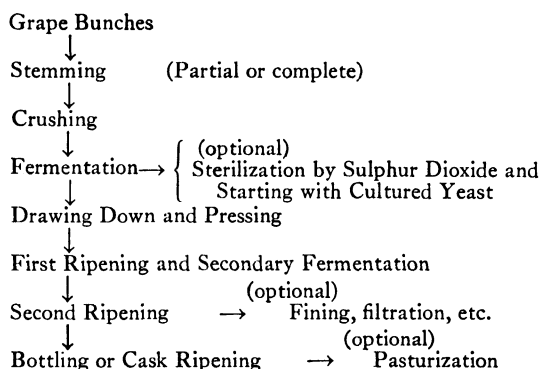 Grape Bunches
Stemming (Partial or complete)
Crushing
(optional)
Fermentation → { Sterilization by Sulphur Dioxide and
Starting with Cultured Yeast
Drawing Down and Pressing
First Ripening and Secondary Fermentation
(optional)
Second Ripening → Fining, filtration, etc.
(optional)
Bottling or Cask Ripening → Pasturization